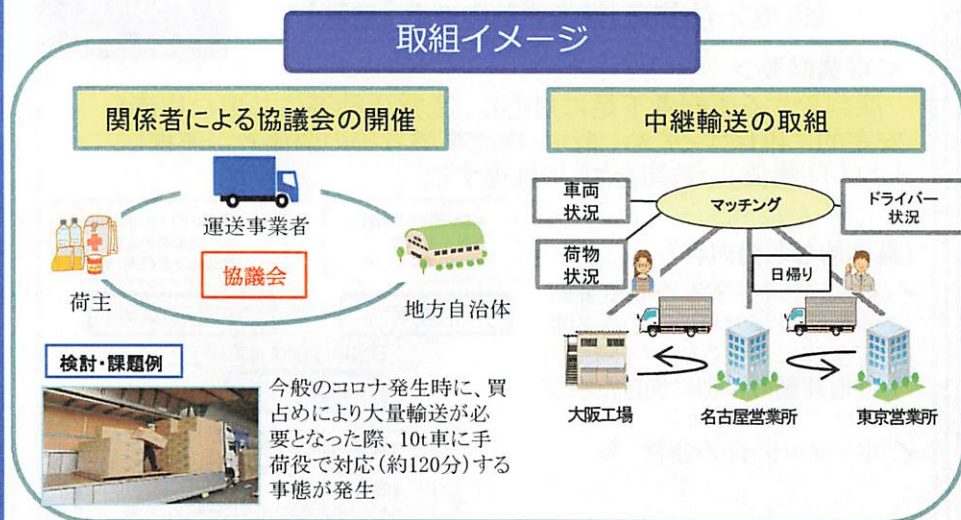 取組イメージ
関係者による協議会の開催
運送事業者
協議会
荷主
地方自治体
検討・課題例
今般のコロナ発生時に、買
占めにより大量輸送が必
要となった際、10t車に手
荷役で対応(約120分)する
事態が発生
中継輸送の取組
車両
状況
マッチング
ドライバー
状況
荷物
状況
日帰り
大阪工場
名古屋営業所
東京営業所